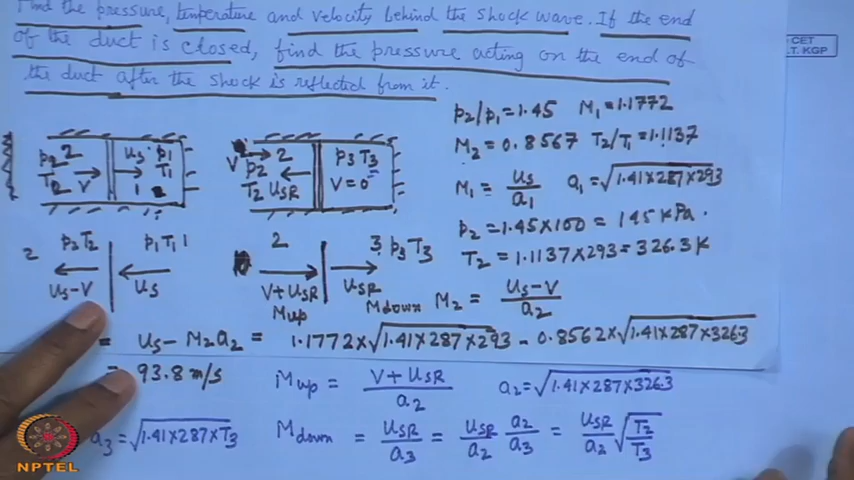 Find the pressure, temperature and velocity behind the shock wave. If the end
of the duct is closed, find the pressure acting on the end of
the duct after the shock is reflected from it.
CET
I.T. KGP
p2/p1 = 1.45 M1 = 1.1772
M2 = 0.8567 T2/T1 = 1.1137
p2 2 us p1
T2 V T1
1
V 2 p3 T3
p2
T2 usR V = 0
M1 = us/a1 a1 = √1.41×287×293
p2 = 1.45×100 = 145 kPa.
T2 = 1.1137×293 = 326.3 K
2 p2T2 p1T1 1
us-V us
2 3 p3T3
V+usR usR
Mup Mdown
M2 = us-V/a2
= us - M2a2 = 1.1772×√1.41×287×293 - 0.8562×√1.41×287×326.3
= 93.8 m/s
Mup = V+usR/a2 a2 = √1.41×287×326.3
a3 = √1.41×287×T3 Mdown = usR/a3 = usR/a2 a2/a3 = usR/a2 √T2/T3
NPTEL